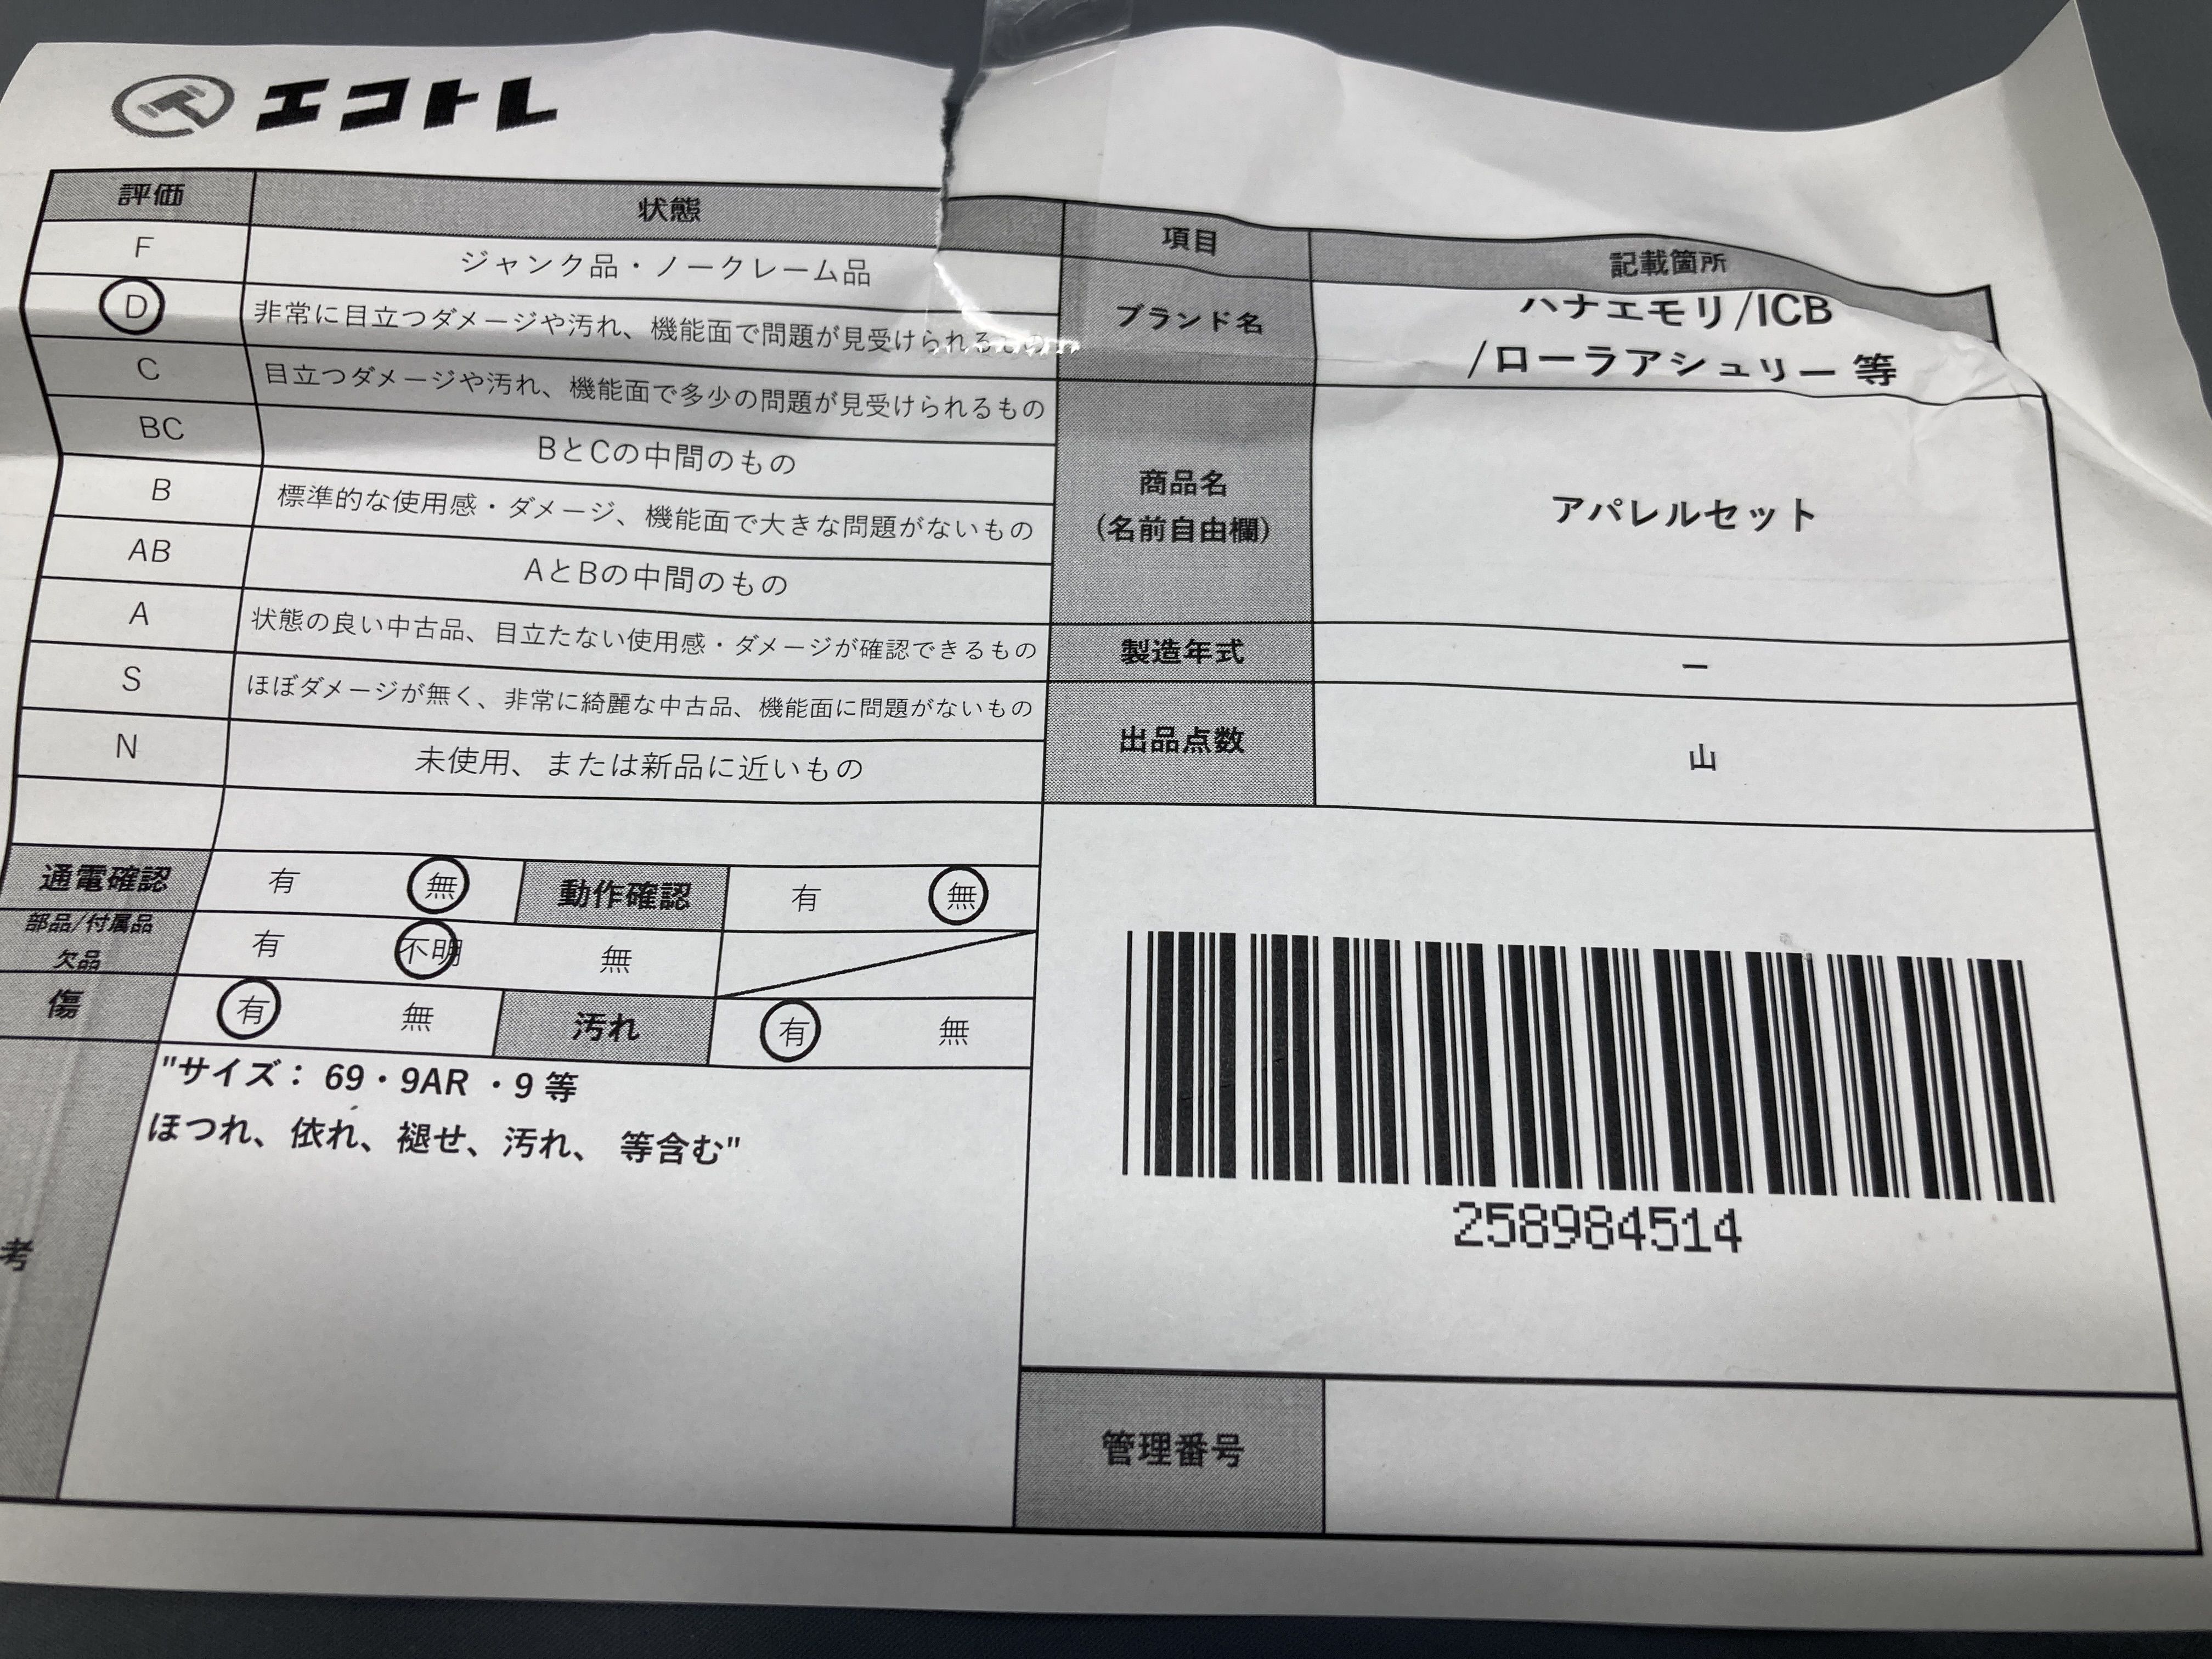 エコトレ
評価 状態
F ジャンク品・ノークレーム品
D 非常に目立つダメージや汚れ、機能面で問題が見受けられるもの
C 目立つダメージや汚れ、機能面で多少の問題が見受けられるもの
BC BとCの中間のもの
B 標準的な使用感・ダメージ、機能面で大きな問題がないもの
AB AとBの中間のもの
A 状態の良い中古品、目立たない使用感・ダメージが確認できるもの
S ほぼダメージが無く、非常に綺麗な中古品、機能面に問題がないもの
N 未使用、または新品に近いもの
通電確認 有 無 動作確認 有 無
部品/付属品
欠品 有 不明 無
傷 有 無 汚れ 有 無
考
"サイズ： 69・9AR ・9 等
ほつれ、依れ、褪せ、汚れ、 等含む"
項目 記載箇所
ブランド名
ハナエモリ/ICB
/ローラアシュリー 等
商品名
(名前自由欄)
アパレルセット
製造年式 ー
出品点数 山
258984514
管理番号